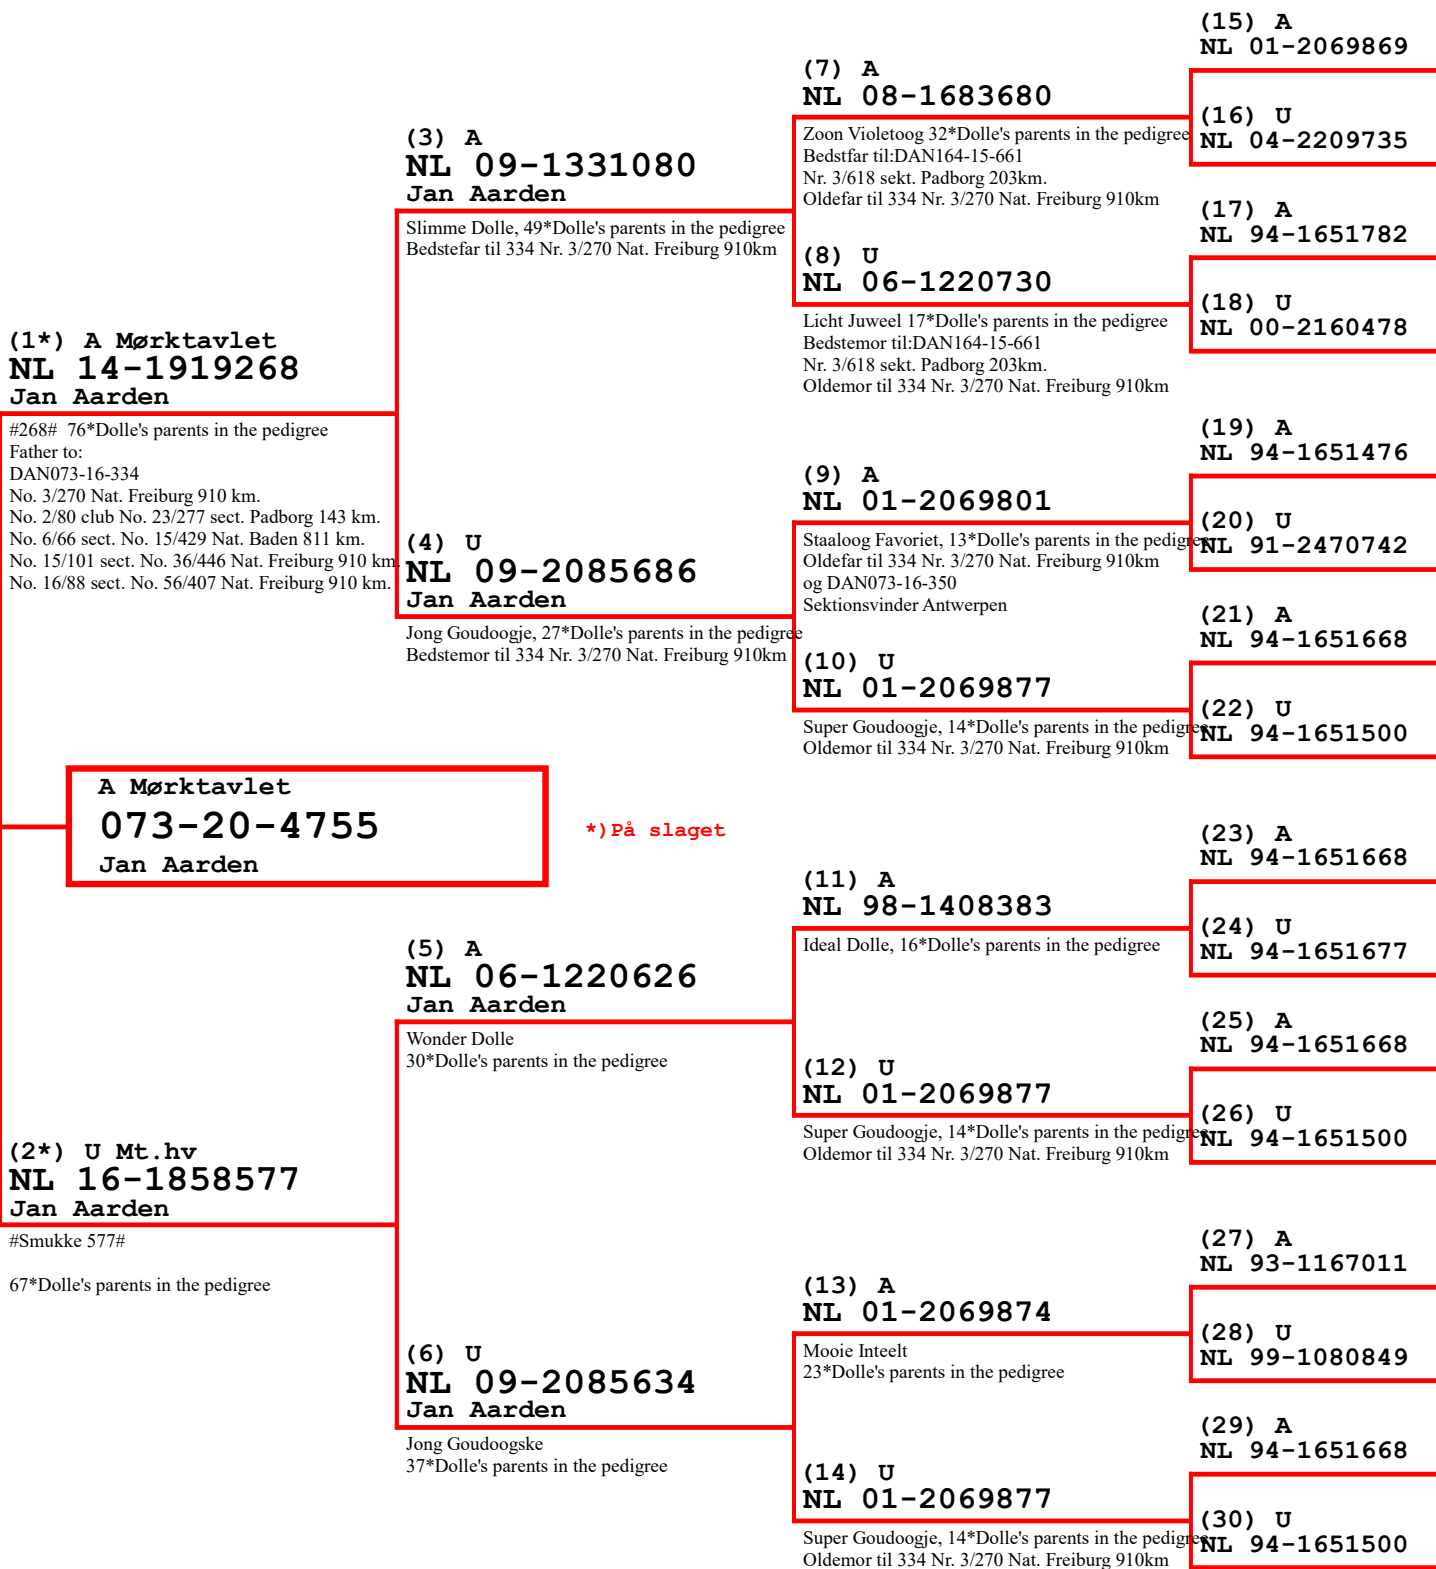 (1*) A Mørktavlet
NL 14-1919268
Jan Aarden
#268# 76*Dolle's parents in the pedigree
Father to:
DAN073-16-334
No. 3/270 Nat. Freiburg 910 km.
No. 2/80 club No. 23/277 sect. Padborg 143 km.
No. 6/66 sect. No. 15/429 Nat. Baden 811 km.
No. 15/101 sect. No. 36/446 Nat. Freiburg 910 km.
No. 16/88 sect. No. 56/407 Nat. Freiburg 910 km.
A Mørktavlet
073-20-4755
Jan Aarden
*)På slaget
(2*) U Mt.hv
NL 16-1858577
Jan Aarden
#Smukke 577#
67*Dolle's parents in the pedigree
(3) A
NL 09-1331080
Jan Aarden
Slimme Dolle, 49*Dolle's parents in the pedigree
Bedstefar til 334 Nr. 3/270 Nat. Freiburg 910km
(4) U
NL 09-2085686
Jan Aarden
Jong Goudoogje, 27*Dolle's parents in the pedigree
Bedstemor til 334 Nr. 3/270 Nat. Freiburg 910km
(5) A
NL 06-1220626
Jan Aarden
Wonder Dolle
30*Dolle's parents in the pedigree
(6) U
NL 09-2085634
Jan Aarden
Jong Goudoogske
37*Dolle's parents in the pedigree
(7) A
NL 08-1683680
Zoon Violetoog 32*Dolle's parents in the pedigree
Bedstfar til:DAN164-15-661
Nr. 3/618 sekt. Padborg 203km.
Oldefar til 334 Nr. 3/270 Nat. Freiburg 910km
(8) U
NL 06-1220730
Licht Juweel 17*Dolle's parents in the pedigree
Bedstemor til:DAN164-15-661
Nr. 3/618 sekt. Padborg 203km.
Oldemor til 334 Nr. 3/270 Nat. Freiburg 910km
(9) A
NL 01-2069801
Staaloog Favoriet, 13*Dolle's parents in the pedigree
Oldefar til 334 Nr. 3/270 Nat. Freiburg 910km
og DAN073-16-350
Sektionsvinder Antwerpen
(10) U
NL 01-2069877
Super Goudoogje, 14*Dolle's parents in the pedigree
Oldemor til 334 Nr. 3/270 Nat. Freiburg 910km
(11) A
NL 98-1408383
Ideal Dolle, 16*Dolle's parents in the pedigree
(12) U
NL 01-2069877
Super Goudoogje, 14*Dolle's parents in the pedigree
Oldemor til 334 Nr. 3/270 Nat. Freiburg 910km
(13) A
NL 01-2069874
Mooie Inteelt
23*Dolle's parents in the pedigree
(14) U
NL 01-2069877
Super Goudoogje, 14*Dolle's parents in the pedigree
Oldemor til 334 Nr. 3/270 Nat. Freiburg 910km
(15) A
NL 01-2069869
(16) U
NL 04-2209735
(17) A
NL 94-1651782
(18) U
NL 00-2160478
(19) A
NL 94-1651476
(20) U
NL 91-2470742
(21) A
NL 94-1651668
(22) U
NL 94-1651500
(23) A
NL 94-1651668
(24) U
NL 94-1651677
(25) A
NL 94-1651668
(26) U
NL 94-1651500
(27) A
NL 93-1167011
(28) U
NL 99-1080849
(29) A
NL 94-1651668
(30) U
NL 94-1651500